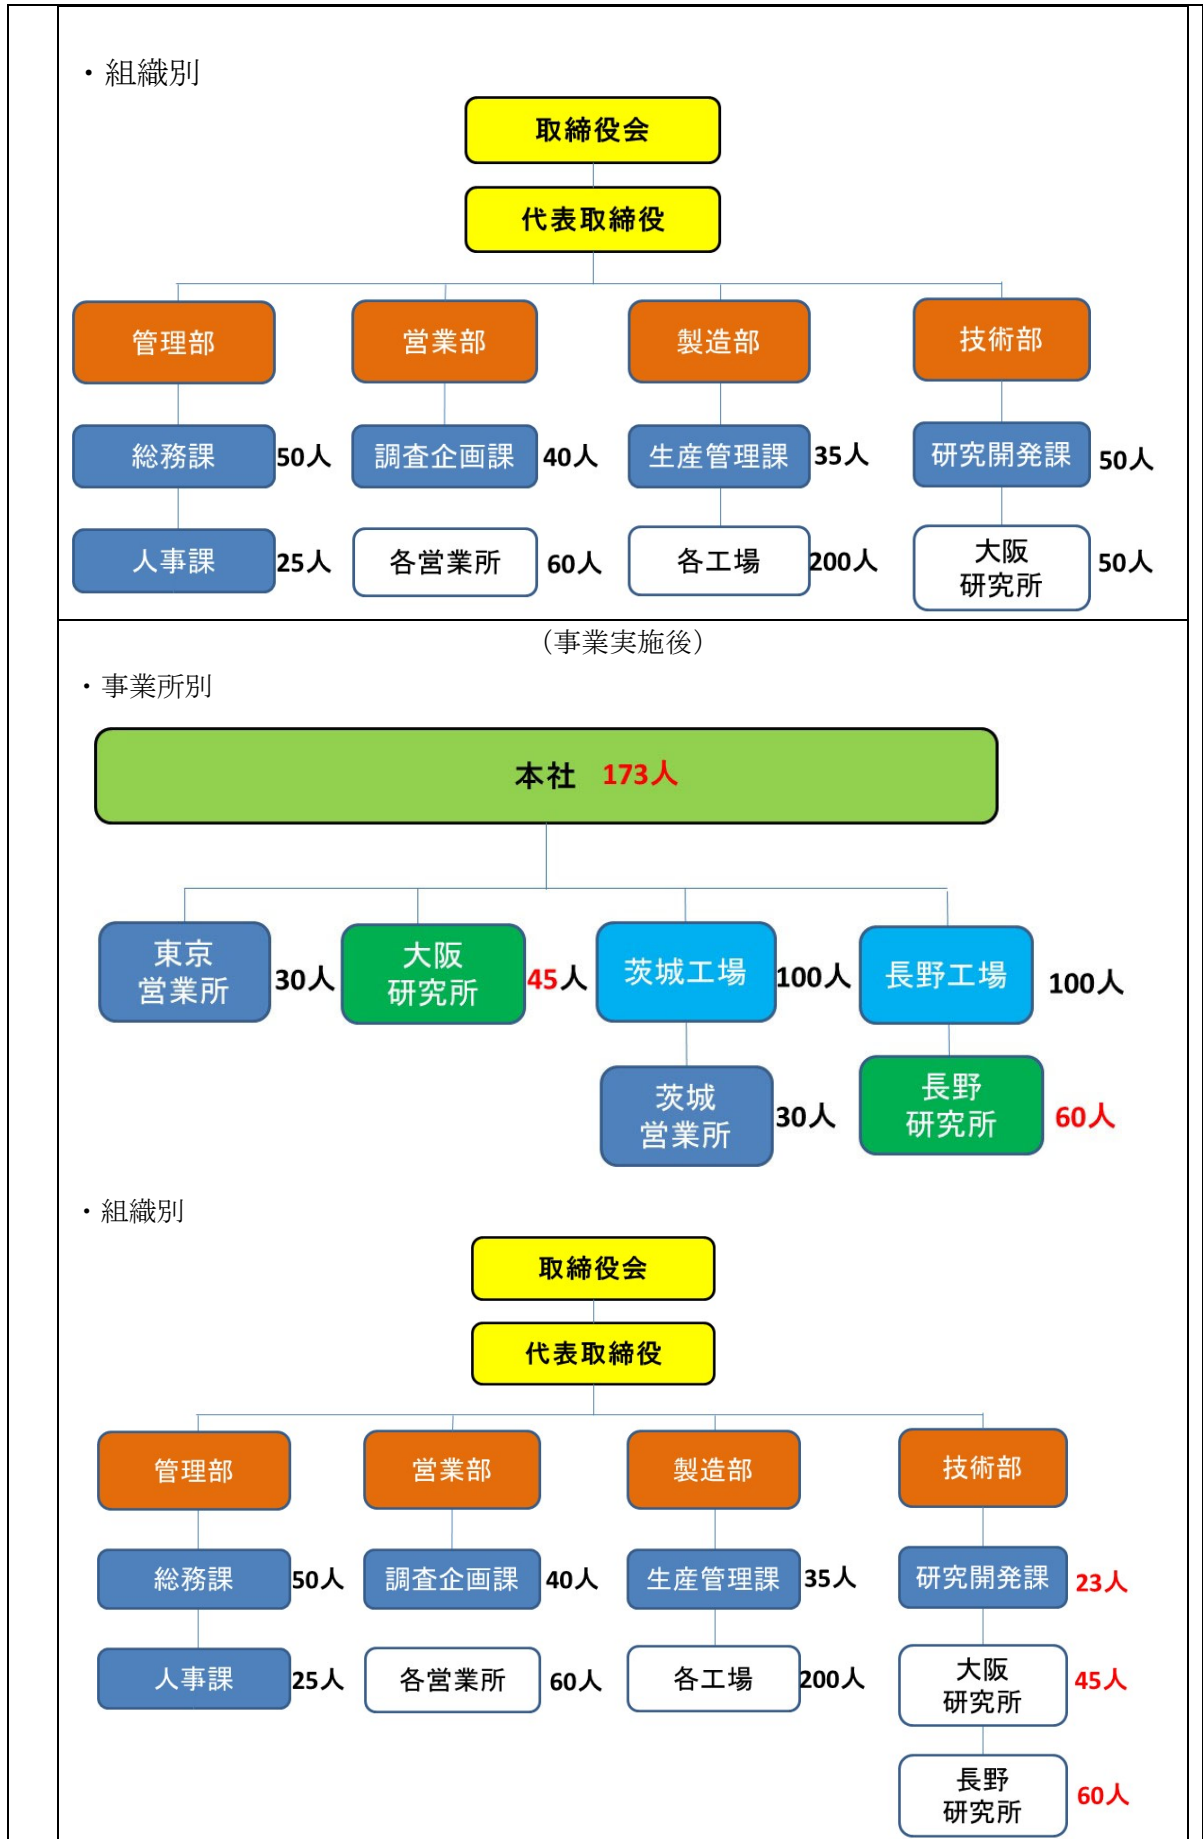 ・組織別
取締役会
代表取締役
管理部
営業部
製造部
技術部
総務課
50人
調査企画課
40人
生産管理課
35人
研究開発課
50人
人事課
25人
各営業所
60人
各工場
200人
大阪
研究所
50人
（事業実施後）
・事業所別
本社 173人
東京
営業所
30人
大阪
研究所
45人
茨城工場
100人
長野工場
100人
茨城
営業所
30人
長野
研究所
60人
・組織別
取締役会
代表取締役
管理部
営業部
製造部
技術部
総務課
50人
調査企画課
40人
生産管理課
35人
研究開発課
23人
人事課
25人
各営業所
60人
各工場
200人
大阪
研究所
45人
長野
研究所
60人